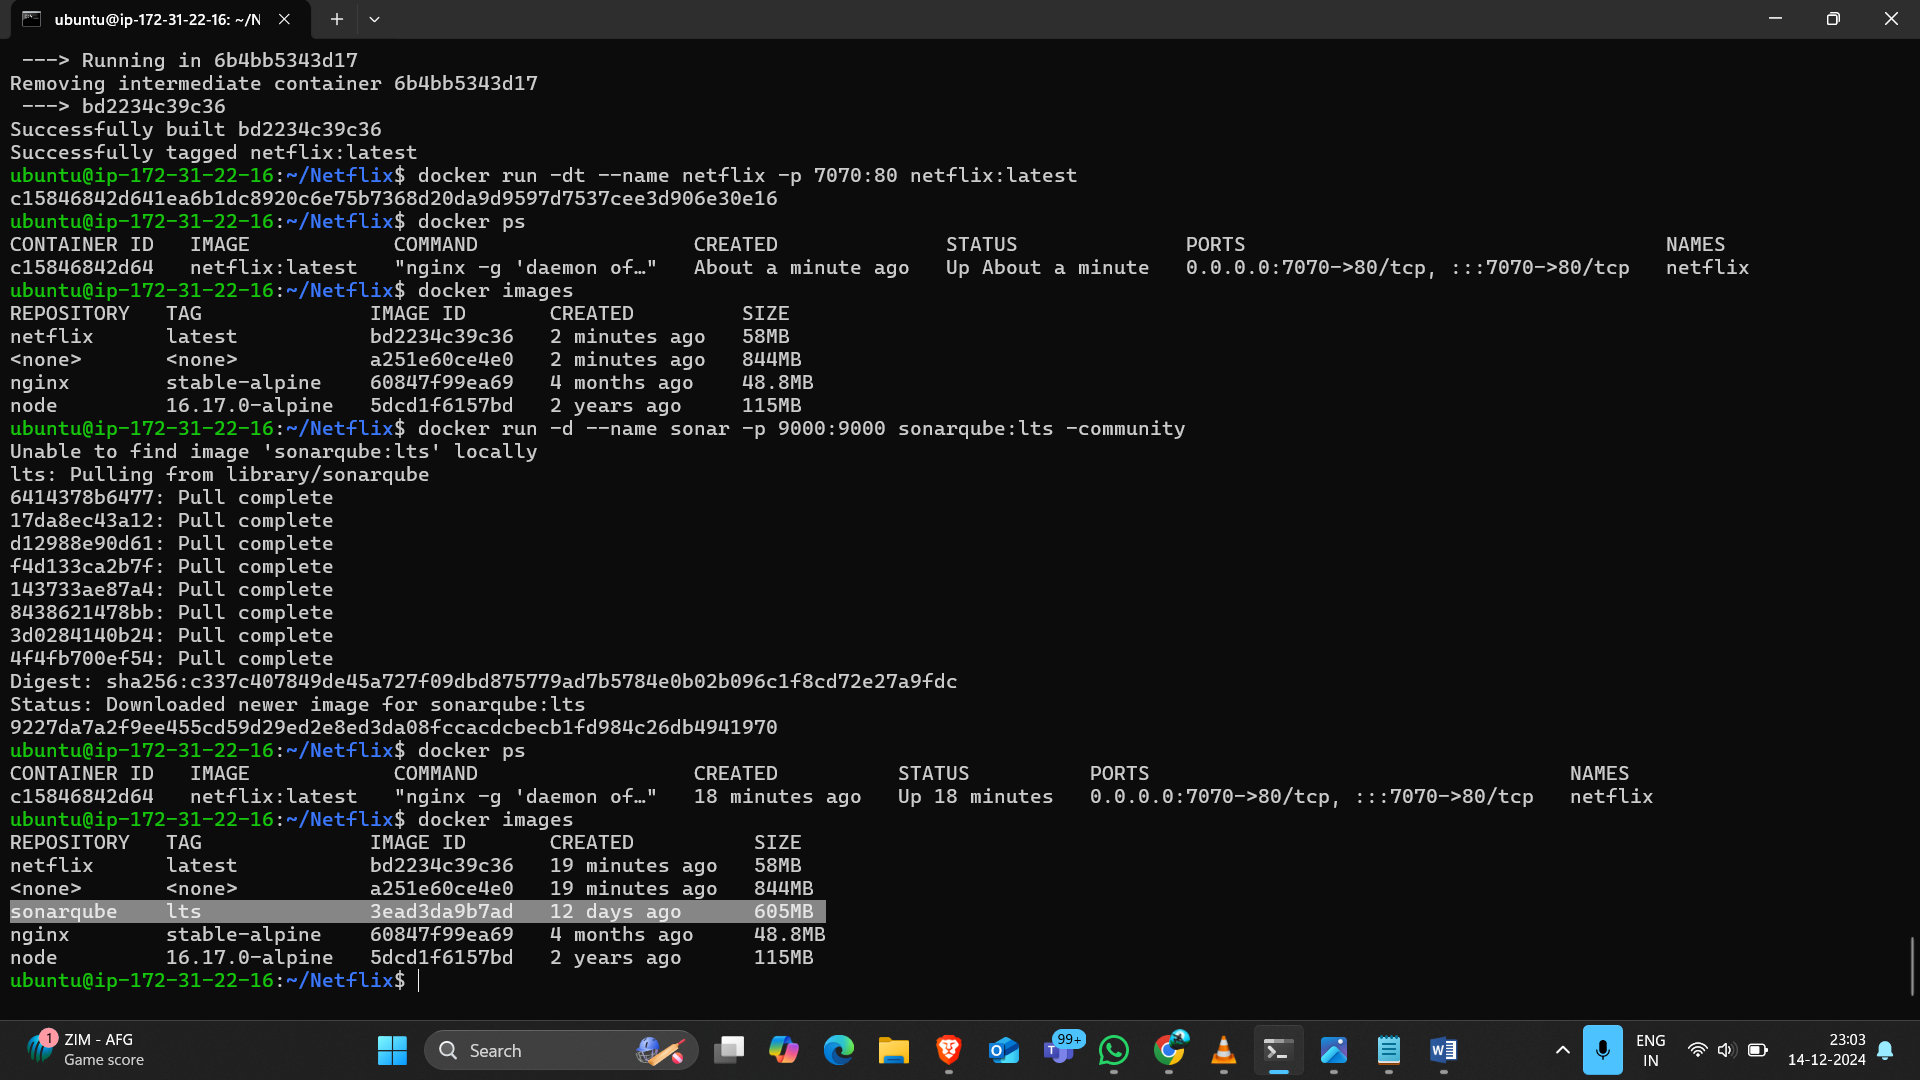 ubuntu@ip-172-31-22-16: ~/N
---> Running in 6b4bb5343d17
Removing intermediate container 6b4bb5343d17
---> bd2234c39c36
Successfully built bd2234c39c36
Successfully tagged netflix:latest
ubuntu@ip-172-31-22-16:~/Netflix$ docker run -dt --name netflix -p 7070:80 netflix:latest
c15846842d641ea6b1dc8920c6e75b7368d20da9d9597d7537cee3d906e30e16
ubuntu@ip-172-31-22-16:~/Netflix$ docker ps
CONTAINER ID   IMAGE            COMMAND                  CREATED              STATUS              PORTS                                   NAMES
c15846842d64   netflix:latest   "nginx -g 'daemon of…"   About a minute ago   Up About a minute   0.0.0.0:7070->80/tcp, :::7070->80/tcp   netflix
ubuntu@ip-172-31-22-16:~/Netflix$ docker images
REPOSITORY   TAG              IMAGE ID       CREATED         SIZE
netflix      latest           bd2234c39c36   2 minutes ago   58MB
<none>       <none>           a251e60ce4e0   2 minutes ago   844MB
nginx        stable-alpine    60847f99ea69   4 months ago    48.8MB
node         16.17.0-alpine   5dcd1f6157bd   2 years ago     115MB
ubuntu@ip-172-31-22-16:~/Netflix$ docker run -d --name sonar -p 9000:9000 sonarqube:lts -community
Unable to find image 'sonarqube:lts' locally
lts: Pulling from library/sonarqube
6414378b6477: Pull complete
17da8ec43a12: Pull complete
d12988e90d61: Pull complete
f4d133ca2b7f: Pull complete
143733ae87a4: Pull complete
8438621478bb: Pull complete
3d0284140b24: Pull complete
4f4fb700ef54: Pull complete
Digest: sha256:c337c407849de45a727f09dbd875779ad7b5784e0b02b096c1f8cd72e27a9fdc
Status: Downloaded newer image for sonarqube:lts
9227da7a2f9ee455cd59d29ed2e8ed3da08fccacdcbecb1fd984c26db4941970
ubuntu@ip-172-31-22-16:~/Netflix$ docker ps
CONTAINER ID   IMAGE            COMMAND                  CREATED          STATUS          PORTS                                   NAMES
c15846842d64   netflix:latest   "nginx -g 'daemon of…"   18 minutes ago   Up 18 minutes   0.0.0.0:7070->80/tcp, :::7070->80/tcp   netflix
ubuntu@ip-172-31-22-16:~/Netflix$ docker images
REPOSITORY   TAG              IMAGE ID       CREATED          SIZE
netflix      latest           bd2234c39c36   19 minutes ago   58MB
<none>       <none>           a251e60ce4e0   19 minutes ago   844MB
sonarqube    lts              3ead3da9b7ad   12 days ago      605MB
nginx        stable-alpine    60847f99ea69   4 months ago     48.8MB
node         16.17.0-alpine   5dcd1f6157bd   2 years ago      115MB
ubuntu@ip-172-31-22-16:~/Netflix$
1
ZIM - AFG
Game score
Search
99+
ENG
IN
23:03
14-12-2024